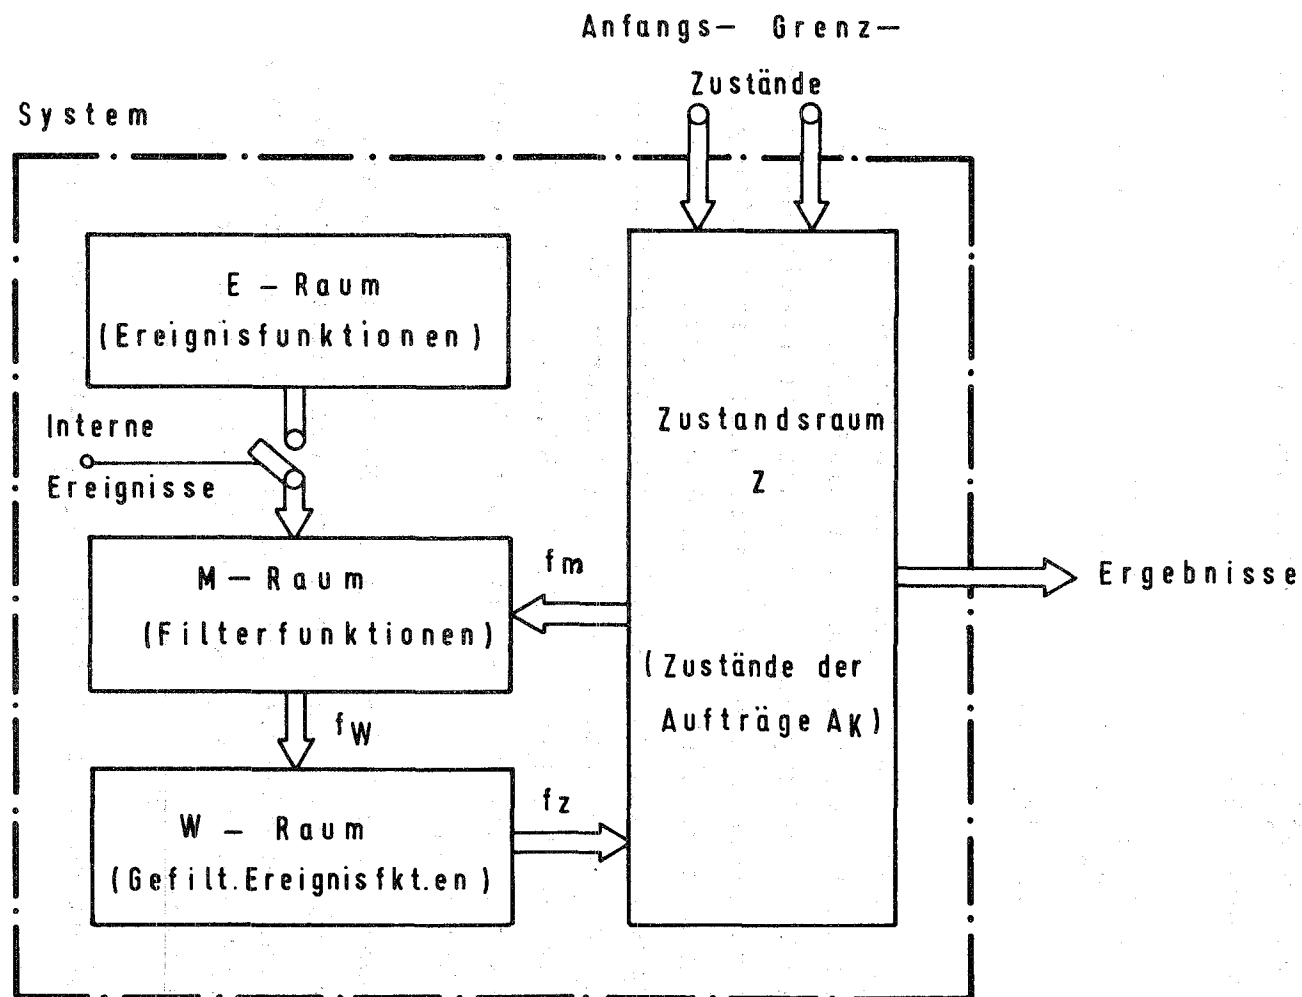 Anfangs- Grenz-
Zustände
System
E - Raum
(Ereignisfunktionen)
Interne
Ereignisse
M - Raum
(Filterfunktionen)
fm
fW
W - Raum
(Gefilt.Ereignisfkt.en)
fz
Zustandsraum
Z
(Zustände der
Aufträge AK)
Ergebnisse